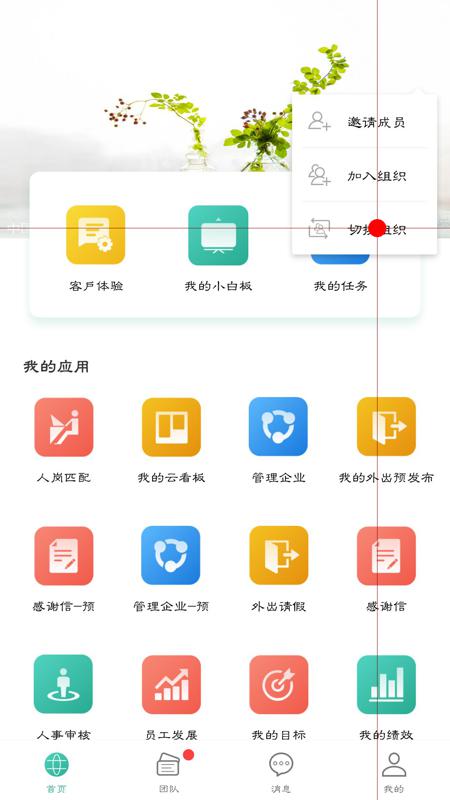 邀请成员
加入组织
切换组织
客户体验
我的小白板
我的任务
我的应用
人岗匹配
我的云看板
管理企业
我的外出预发布
感谢信-预
管理企业-预
外出请假
感谢信
人事审核
员工发展
我的目标
我的绩效
首页
团队
消息
我的